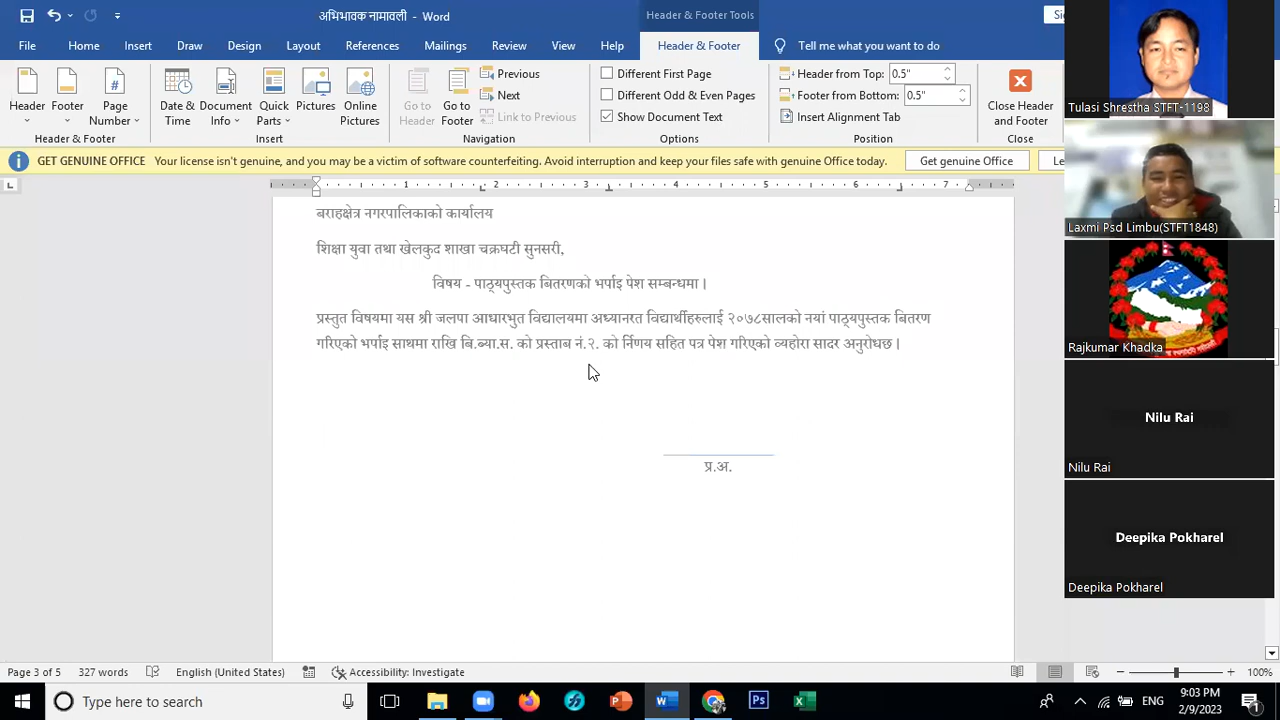 अभिभावक नामावली - Word
Header & Footer Tools
File Home Insert Draw Design Layout References Mailings Review View Help Header & Footer Tell me what you want to do
Header Footer Page Number
Date & Time Document Info Quick Parts Pictures Online Pictures
Go to Header Go to Footer
Previous
Next
Link to Previous
Different First Page
Different Odd & Even Pages
Show Document Text
Header from Top: 0.5"
Footer from Bottom: 0.5"
Insert Alignment Tab
Close Header and Footer
Header & Footer Insert Navigation Options Position Close
GET GENUINE OFFICE Your license isn't genuine, and you may be a victim of software counterfeiting. Avoid interruption and keep your files safe with genuine Office today. Get genuine Office
1 2 3 4 5 6 7
बराहक्षेत्र नगरपालिकाको कार्यालय
शिक्षा युवा तथा खेलकुद शाखा चक्रघटी सुनसरी,
विषय - पाठ्यपुस्तक बितरणको भर्पाइ पेश सम्बन्धमा ।
प्रस्तुत विषयमा यस श्री जलपा आधारभुत विद्यालयमा अध्यानरत विद्यार्थीहरुलाई २०७८सालको नयां पाठ्यपुस्तक बितरण
गरिएको भर्पाइ साथमा राखि बि.ब्या.स. को प्रस्ताब नं.२. को र्निणय सहित पत्र पेश गरिएको व्यहोरा सादर अनुरोधछ ।
प्र.अ.
Tulasi Shrestha STFT-1198
Laxmi Psd Limbu(STFT1848)
Rajkumar Khadka
Nilu Rai
Nilu Rai
Deepika Pokharel
Deepika Pokharel
Page 3 of 5 327 words English (United States) Accessibility: Investigate 100%
Type here to search
ENG
9:03 PM
2/9/2023